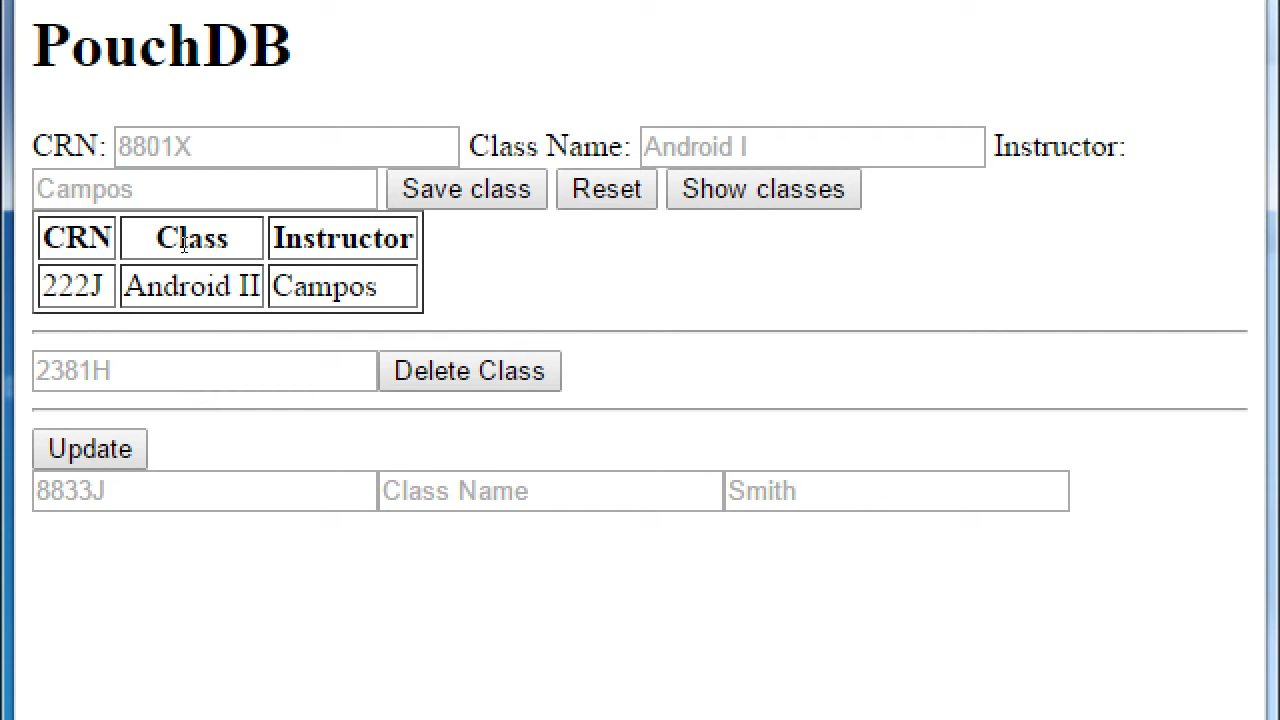 PouchDB
CRN: 8801X Class Name: Android I Instructor:
Campos Save class Reset Show classes
CRN Class Instructor
222J Android II Campos
2381H Delete Class
Update
8833J Class Name Smith